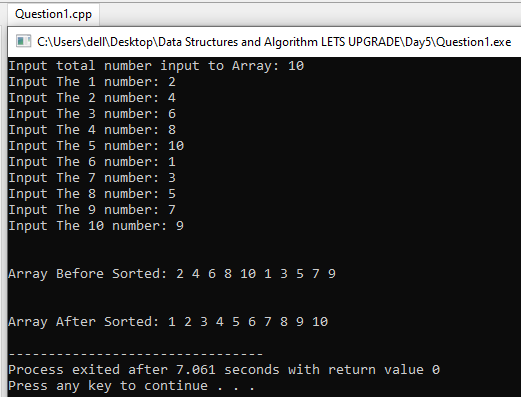 Question1.cpp
C:\Users\dell\Desktop\Data Structures and Algorithm LETS UPGRADE\Day5\Question1.exe
Input total number input to Array: 10
Input The 1 number: 2
Input The 2 number: 4
Input The 3 number: 6
Input The 4 number: 8
Input The 5 number: 10
Input The 6 number: 1
Input The 7 number: 3
Input The 8 number: 5
Input The 9 number: 7
Input The 10 number: 9
Array Before Sorted: 2 4 6 8 10 1 3 5 7 9
Array After Sorted: 1 2 3 4 5 6 7 8 9 10
--------------------------------
Process exited after 7.061 seconds with return value 0
Press any key to continue . . .